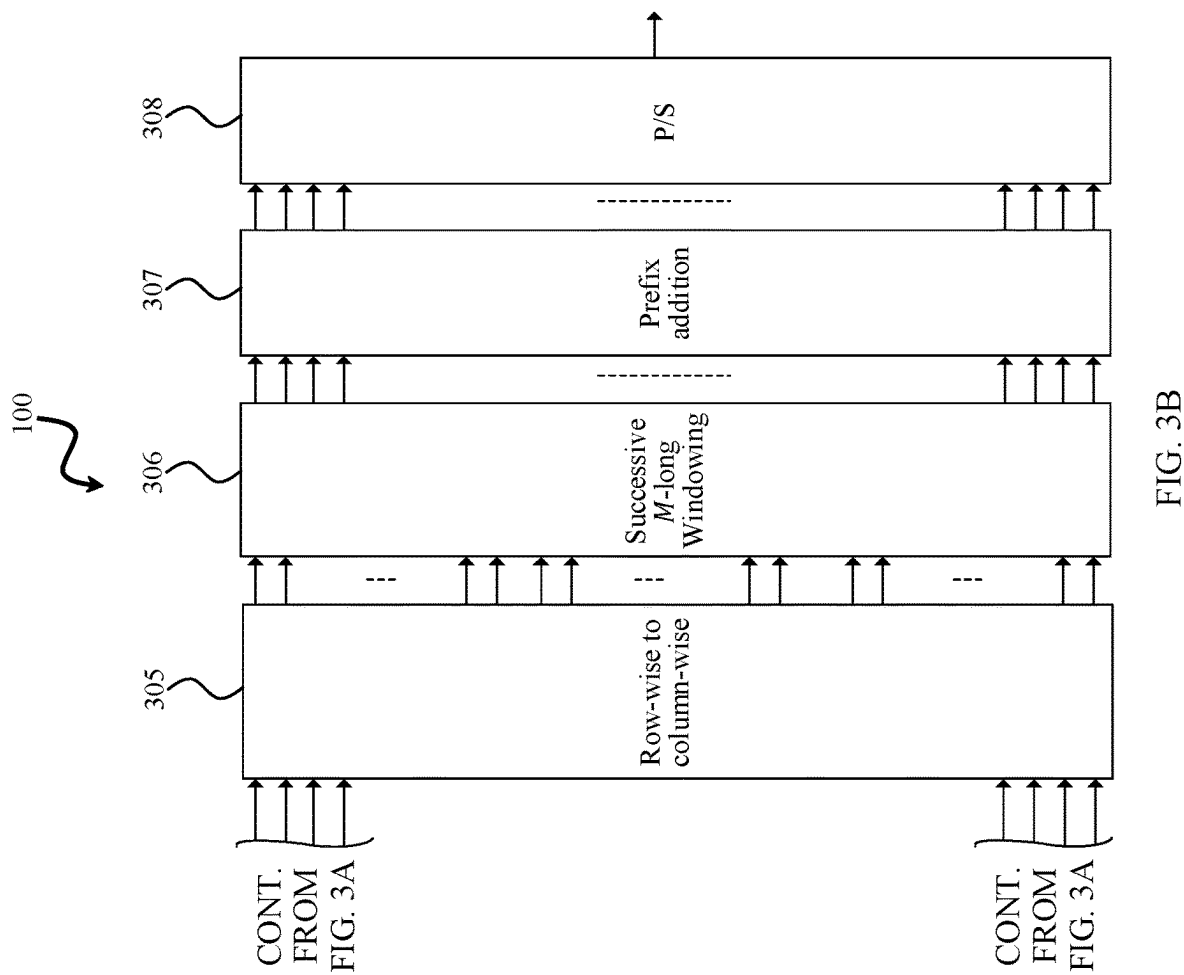 100
305
306
307
308
CONT.
FROM
FIG. 3A
CONT.
FROM
FIG. 3A
Row-wise to
column-wise
Successive
M-long
Windowing
Prefix
addition
P/S
FIG. 3B